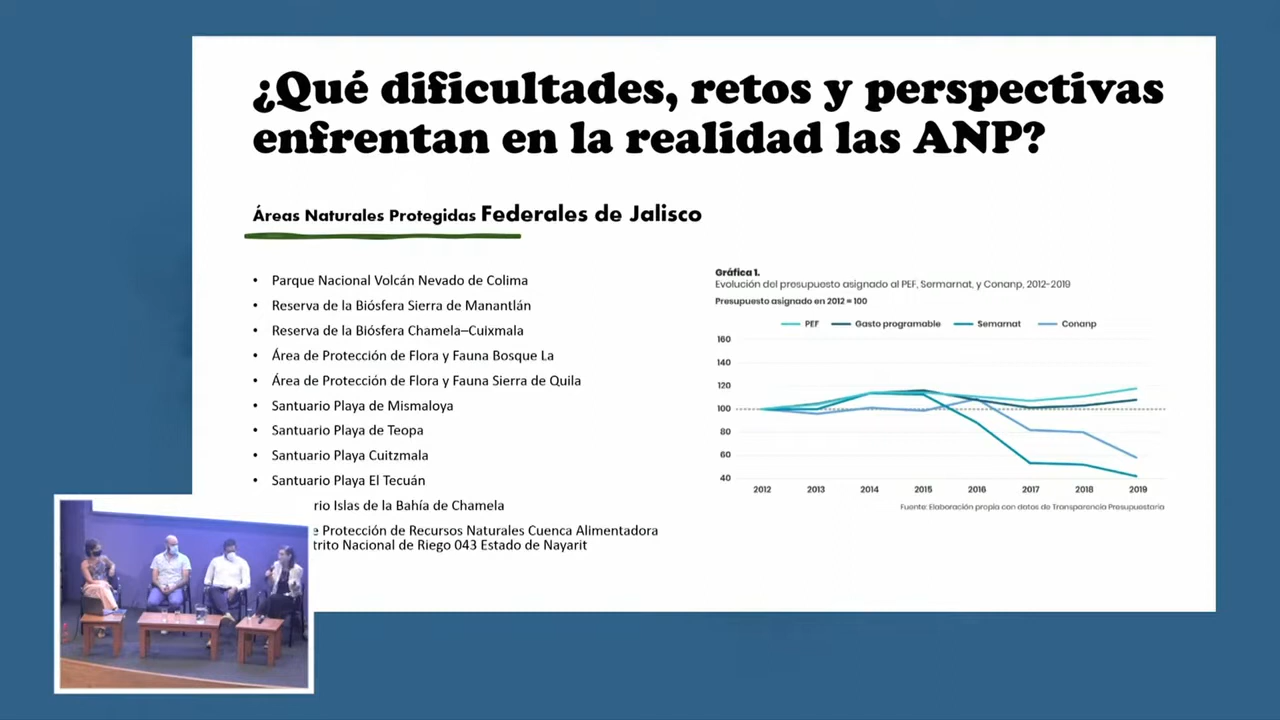 ¿Qué dificultades, retos y perspectivas
enfrentan en la realidad las ANP?
Áreas Naturales Protegidas Federales de Jalisco
• Parque Nacional Volcán Nevado de Colima
• Reserva de la Biósfera Sierra de Manantlán
• Reserva de la Biósfera Chamela–Cuixmala
• Área de Protección de Flora y Fauna Bosque La
• Área de Protección de Flora y Fauna Sierra de Quila
• Santuario Playa de Mismaloya
• Santuario Playa de Teopa
• Santuario Playa Cuitzmala
• Santuario Playa El Tecuán
rio Islas de la Bahía de Chamela
e Protección de Recursos Naturales Cuenca Alimentadora
trito Nacional de Riego 043 Estado de Nayarit
Gráfica 1.
Evolución del presupuesto asignado al PEF, Sermarnat, y Conanp, 2012-2019
Presupuesto asignado en 2012 = 100
PEF Gasto programable Semarnat Conanp
160
140
120
100
80
60
40
2012 2013 2014 2015 2016 2017 2018 2019
Fuente: Elaboración propia con datos de Transparencia Presupuestaria